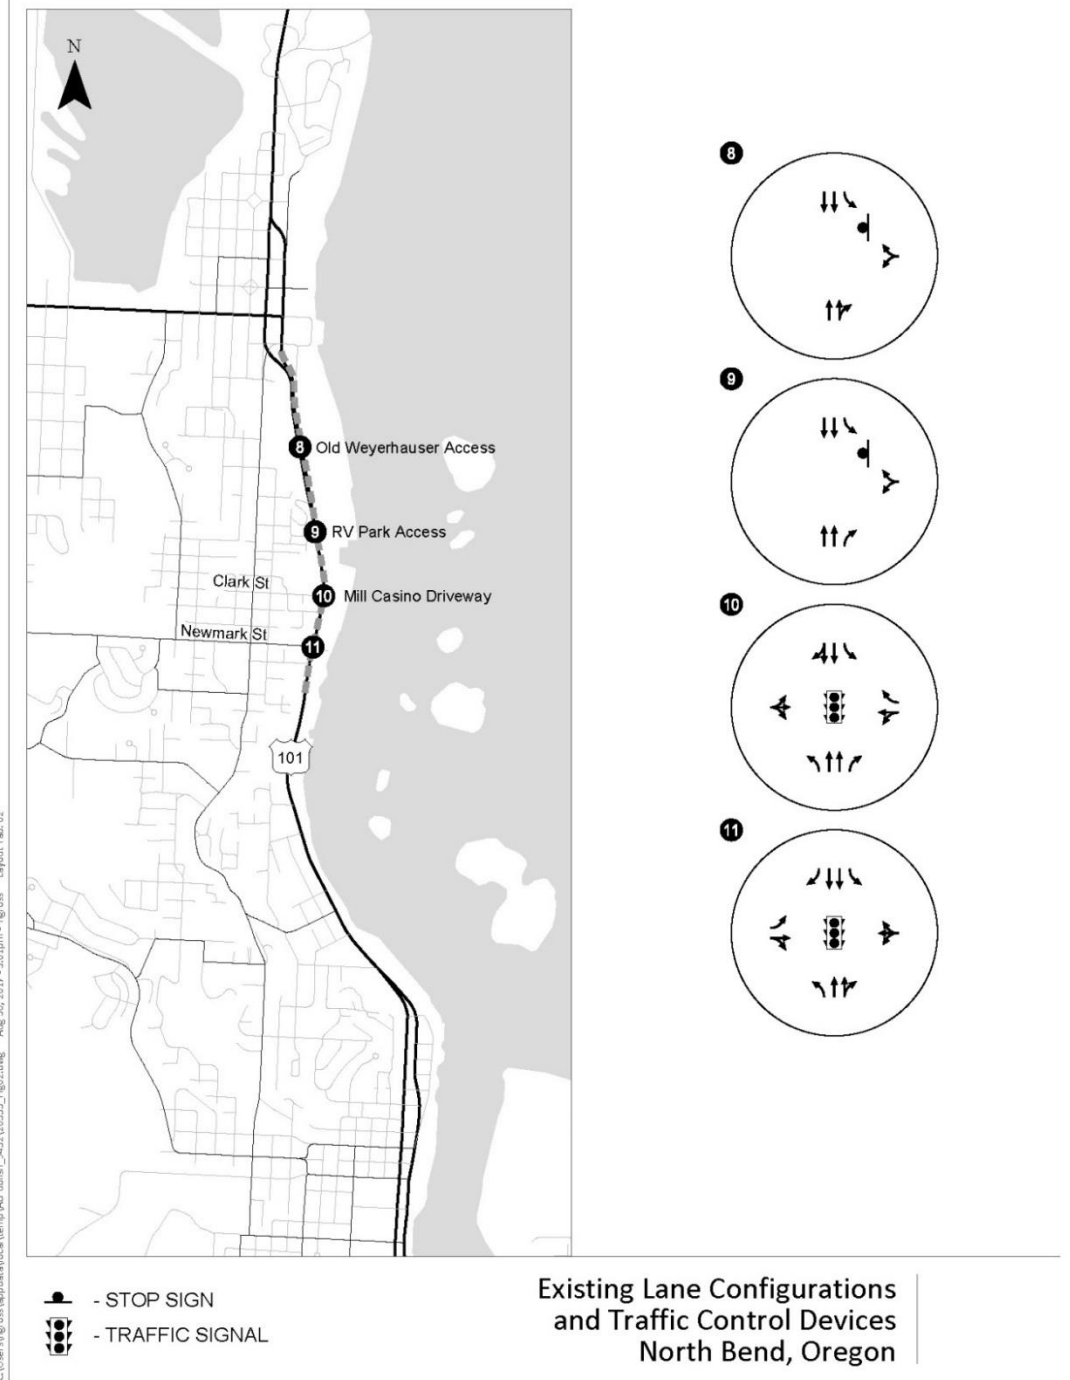 N
8
8 Old Weyerhauser Access
9
9 RV Park Access
Clark St
10 Mill Casino Driveway
10
Newmark St
11
101
11
- STOP SIGN
- TRAFFIC SIGNAL
Existing Lane Configurations
and Traffic Control Devices
North Bend, Oregon